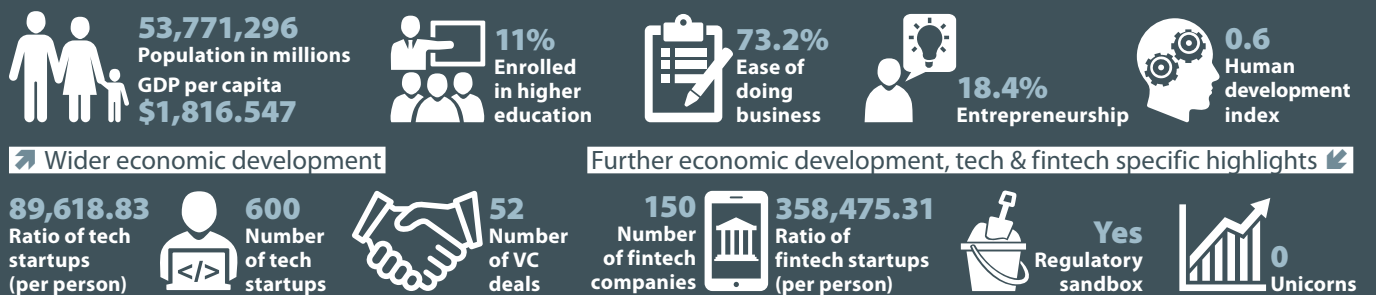 53,771,296
Population in millions
GDP per capita
$1,816.547
11%
Enrolled
in higher
education
73.2%
Ease of
doing
business
18.4%
Entrepreneurship
0.6
Human
development
index
Wider economic development
Further economic development, tech & fintech specific highlights
89,618.83
Ratio of tech
startups
(per person)
</>
600
Number
of tech
startups
52
Number
of VC
deals
150
Number
of fintech
companies
358,475.31
Ratio of
fintech startups
(per person)
Yes
Regulatory
sandbox
0
Unicorns